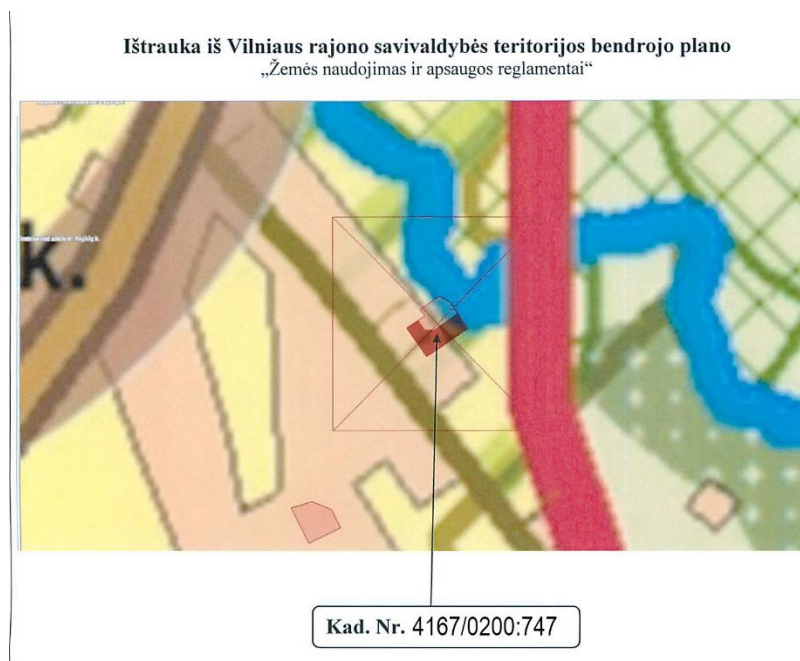 Ištrauka iš Vilniaus rajono savivaldybės teritorijos bendrojo plano
„Žemės naudojimas ir apsaugos reglamentai“
k.
Kad. Nr. 4167/0200:747